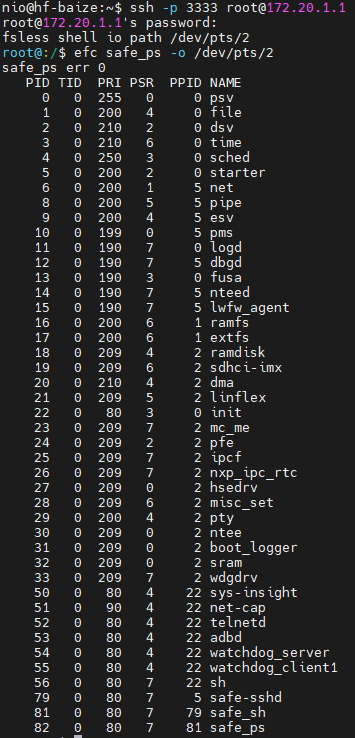 nio@hf-baize:~$ ssh -p 3333 root@172.20.1.1
root@172.20.1.1's password:
fsless shell io path /dev/pts/2
root@:/$ efc safe_ps -o /dev/pts/2
safe_ps err 0
PID TID PRI PSR PPID NAME
0 0 255 0 0 psv
1 0 200 4 0 file
2 0 210 2 0 dsv
3 0 210 6 0 time
4 0 250 3 0 sched
5 0 200 2 0 starter
6 0 200 1 5 net
8 0 200 5 5 pipe
9 0 200 4 5 esv
10 0 199 0 5 pms
11 0 190 7 0 logd
12 0 190 7 5 dbgd
13 0 190 3 0 fusa
14 0 190 7 5 nteed
15 0 190 7 5 lwfw_agent
16 0 200 6 1 ramfs
17 0 200 6 1 extfs
18 0 209 4 2 ramdisk
19 0 209 6 2 sdhci-imx
20 0 210 4 2 dma
21 0 209 5 2 linflex
22 0 80 3 0 init
23 0 209 7 2 mc_me
24 0 209 2 2 pfe
25 0 209 7 2 ipcf
26 0 209 7 2 nxp_ipc_rtc
27 0 209 0 2 hsedrv
28 0 209 6 2 misc_set
29 0 200 4 2 pty
30 0 209 0 2 ntee
31 0 209 0 2 boot_logger
32 0 209 0 2 sram
33 0 209 7 2 wdgdrv
50 0 80 4 22 sys-insight
51 0 90 4 22 net-cap
52 0 80 4 22 telnetd
53 0 80 4 22 adbd
54 0 80 4 22 watchdog_server
55 0 80 4 22 watchdog_client1
56 0 80 7 22 sh
79 0 80 7 5 safe-sshd
81 0 80 7 79 safe_sh
82 0 80 7 81 safe_ps